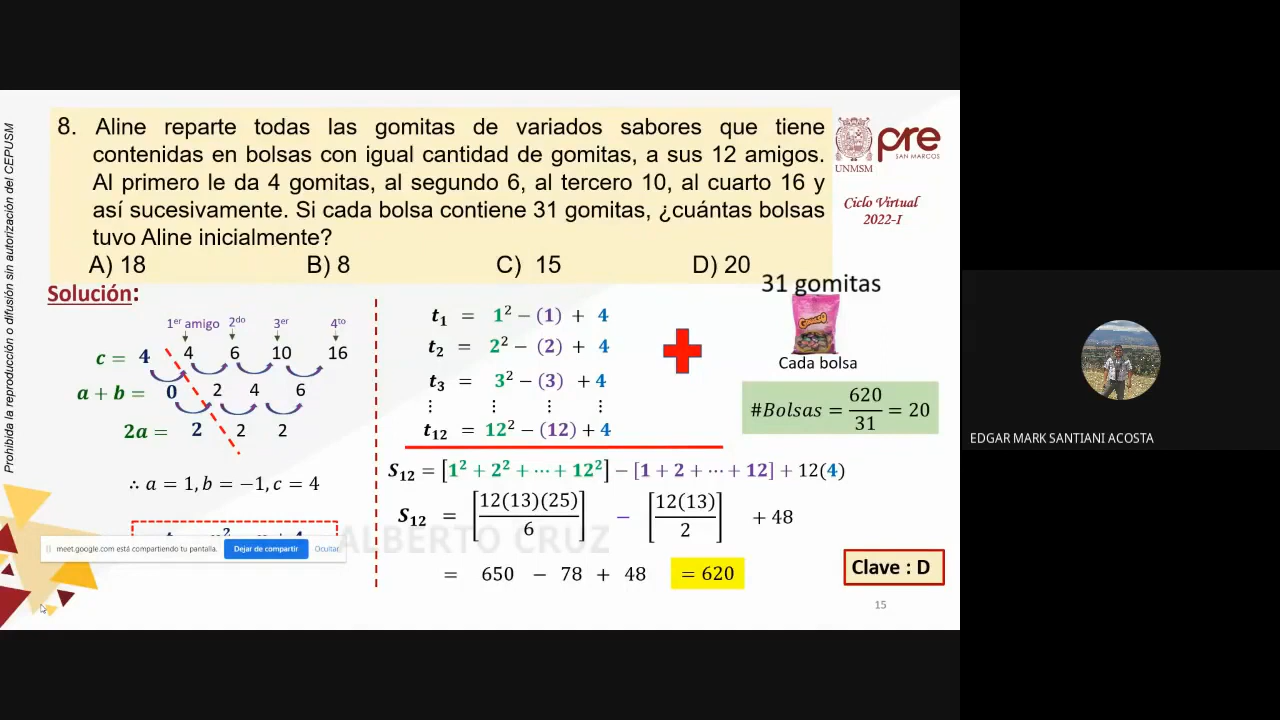 Prohibida la reproducción o difusión sin autorización del CEPUSM
8. Aline reparte todas las gomitas de variados sabores que tiene
contenidas en bolsas con igual cantidad de gomitas, a sus 12 amigos.
Al primero le da 4 gomitas, al segundo 6, al tercero 10, al cuarto 16 y
así sucesivamente. Si cada bolsa contiene 31 gomitas, ¿cuántas bolsas
tuvo Aline inicialmente?
A) 18 B) 8 C) 15 D) 20
UNMSM
pre
SAN MARCOS
Ciclo Virtual
2022-I
Solución:
1er amigo 2do 3er 4to
c = 4 4 6 10 16
a + b = 0 2 4 6
2a = 2 2 2
∴ a = 1, b = −1, c = 4
t₁ = 1² − (1) + 4
t₂ = 2² − (2) + 4
t₃ = 3² − (3) + 4
⋮ ⋮ ⋮ ⋮
t₁₂ = 12² − (12) + 4
S₁₂ = [1² + 2² + ⋯ + 12²] − [1 + 2 + ⋯ + 12] + 12(4)
S₁₂ = [12(13)(25)/6] − [12(13)/2] + 48
= 650 − 78 + 48 = 620
31 gomitas
Cada bolsa
#Bolsas = 620/31 = 20
Clave : D
15
ALBERTO CRUZ
meet.google.com está compartiendo tu pantalla. Dejar de compartir Ocultar
EDGAR MARK SANTIANI ACOSTA